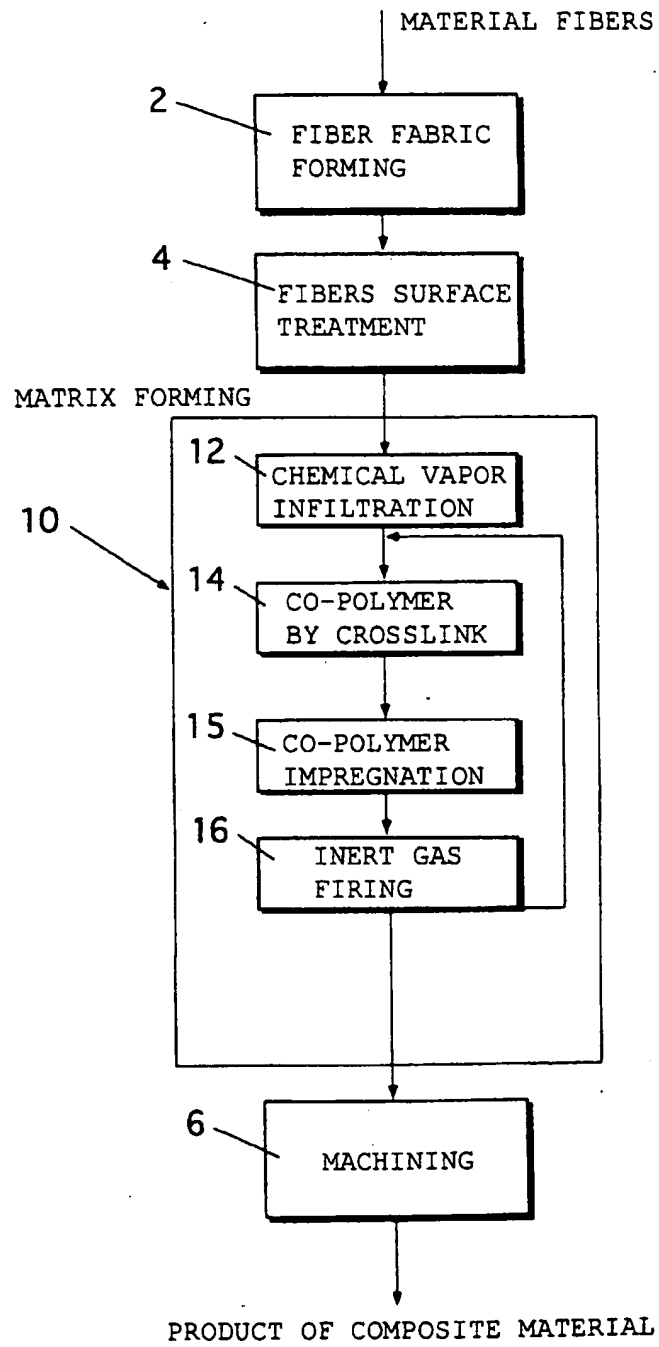 MATERIAL FIBERS
2
FIBER FABRIC
FORMING
4
FIBERS SURFACE
TREATMENT
MATRIX FORMING
10
12
CHEMICAL VAPOR
INFILTRATION
14
CO-POLYMER
BY CROSSLINK
15
CO-POLYMER
IMPREGNATION
16
INERT GAS
FIRING
6
MACHINING
PRODUCT OF COMPOSITE MATERIAL